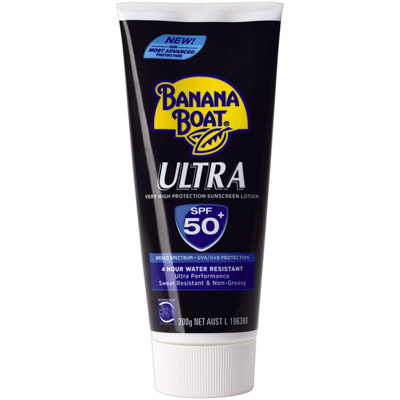 NEW!
OUR
MOST ADVANCED
PROTECTION
BANANA
BOAT
ULTRA
VERY HIGH PROTECTION SUNSCREEN LOTION
SPF
50+
BROAD SPECTRUM • UVA/UVB PROTECTION
4 HOUR WATER RESISTANT
Ultra Performance
Sweat Resistant & Non-Greasy
200g NET AUST L 196380